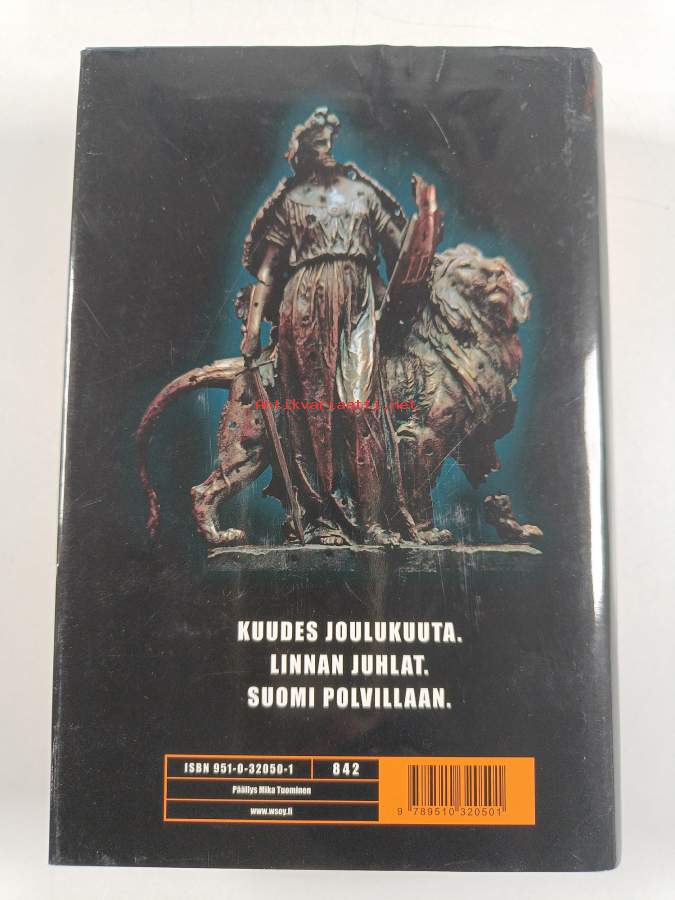 antikvariaatti.net
KUUDES JOULUKUUTA.
LINNAN JUHLAT.
SUOMI POLVILLAAN.
ISBN 951-0-32050-1 842
Päällys Mika Tuominen
www.wsoy.fi
9 789510 320501